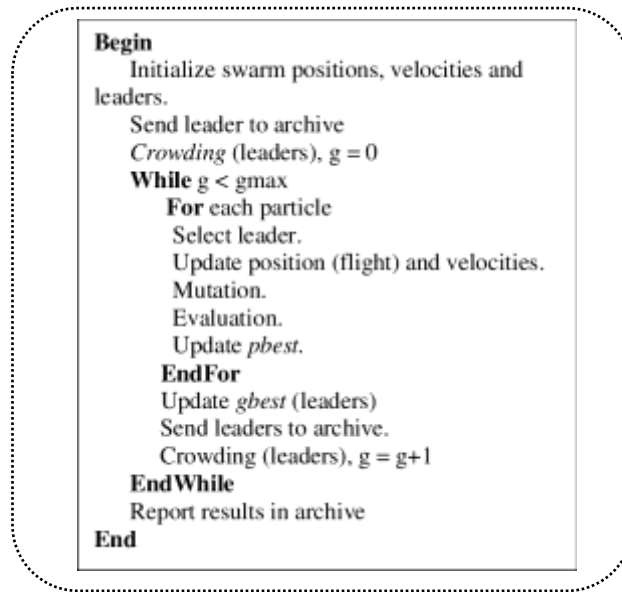 Begin
Initialize swarm positions, velocities and
leaders.
Send leader to archive
Crowding (leaders), g = 0
While g < gmax
For each particle
Select leader.
Update position (flight) and velocities.
Mutation.
Evaluation.
Update pbest.
EndFor
Update gbest (leaders)
Send leaders to archive.
Crowding (leaders), g = g+1
EndWhile
Report results in archive
End